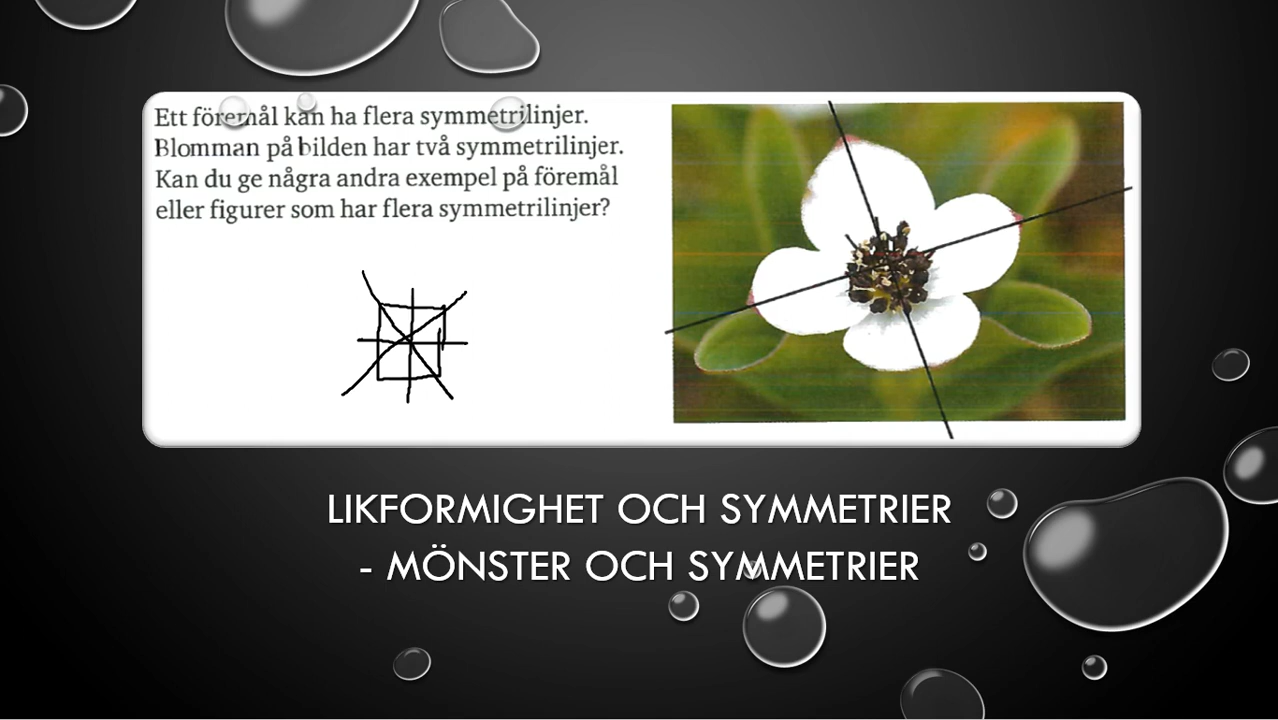 Ett föremål kan ha flera symmetrilinjer.
Blomman på bilden har två symmetrilinjer.
Kan du ge några andra exempel på föremål
eller figurer som har flera symmetrilinjer?
LIKFORMIGHET OCH SYMMETRIER
- MÖNSTER OCH SYMMETRIER